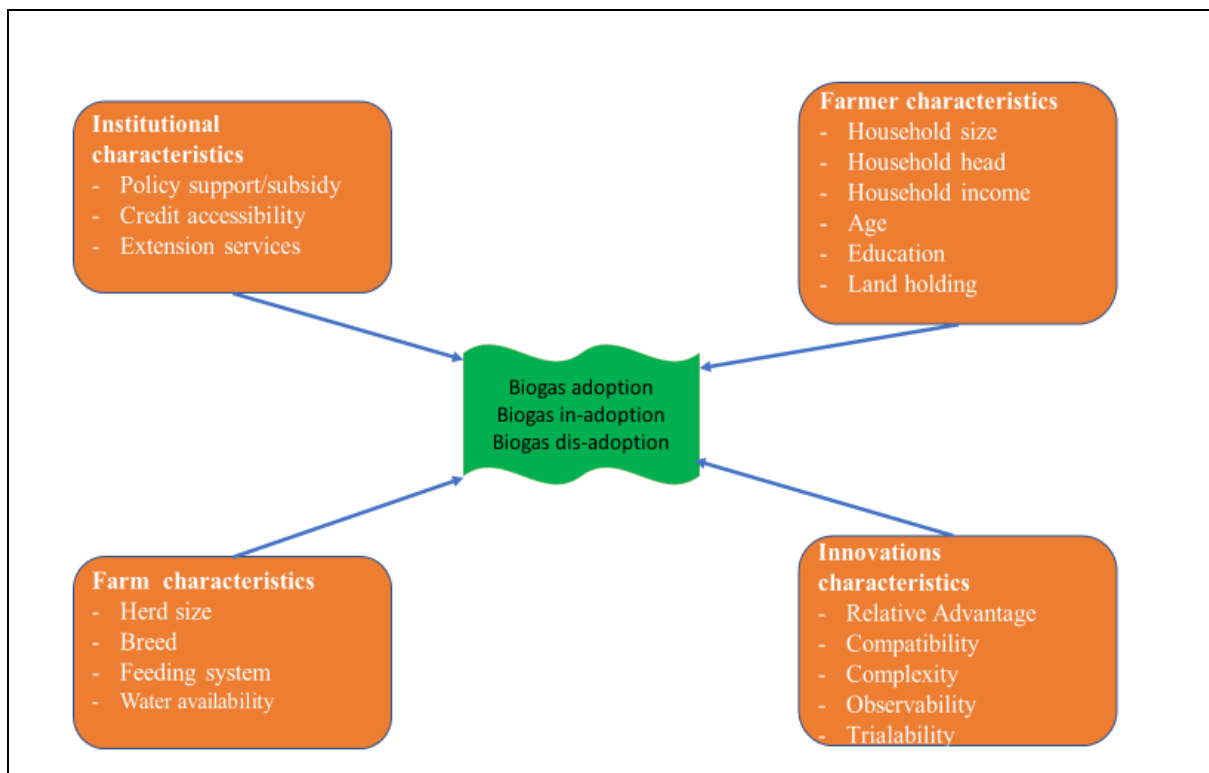 Institutional
characteristics
- Policy support/subsidy
- Credit accessibility
- Extension services
Farmer characteristics
- Household size
- Household head
- Household income
- Age
- Education
- Land holding
Biogas adoption
Biogas in-adoption
Biogas dis-adoption
Farm characteristics
- Herd size
- Breed
- Feeding system
- Water availability
Innovations
characteristics
- Relative Advantage
- Compatibility
- Complexity
- Observability
- Trialability